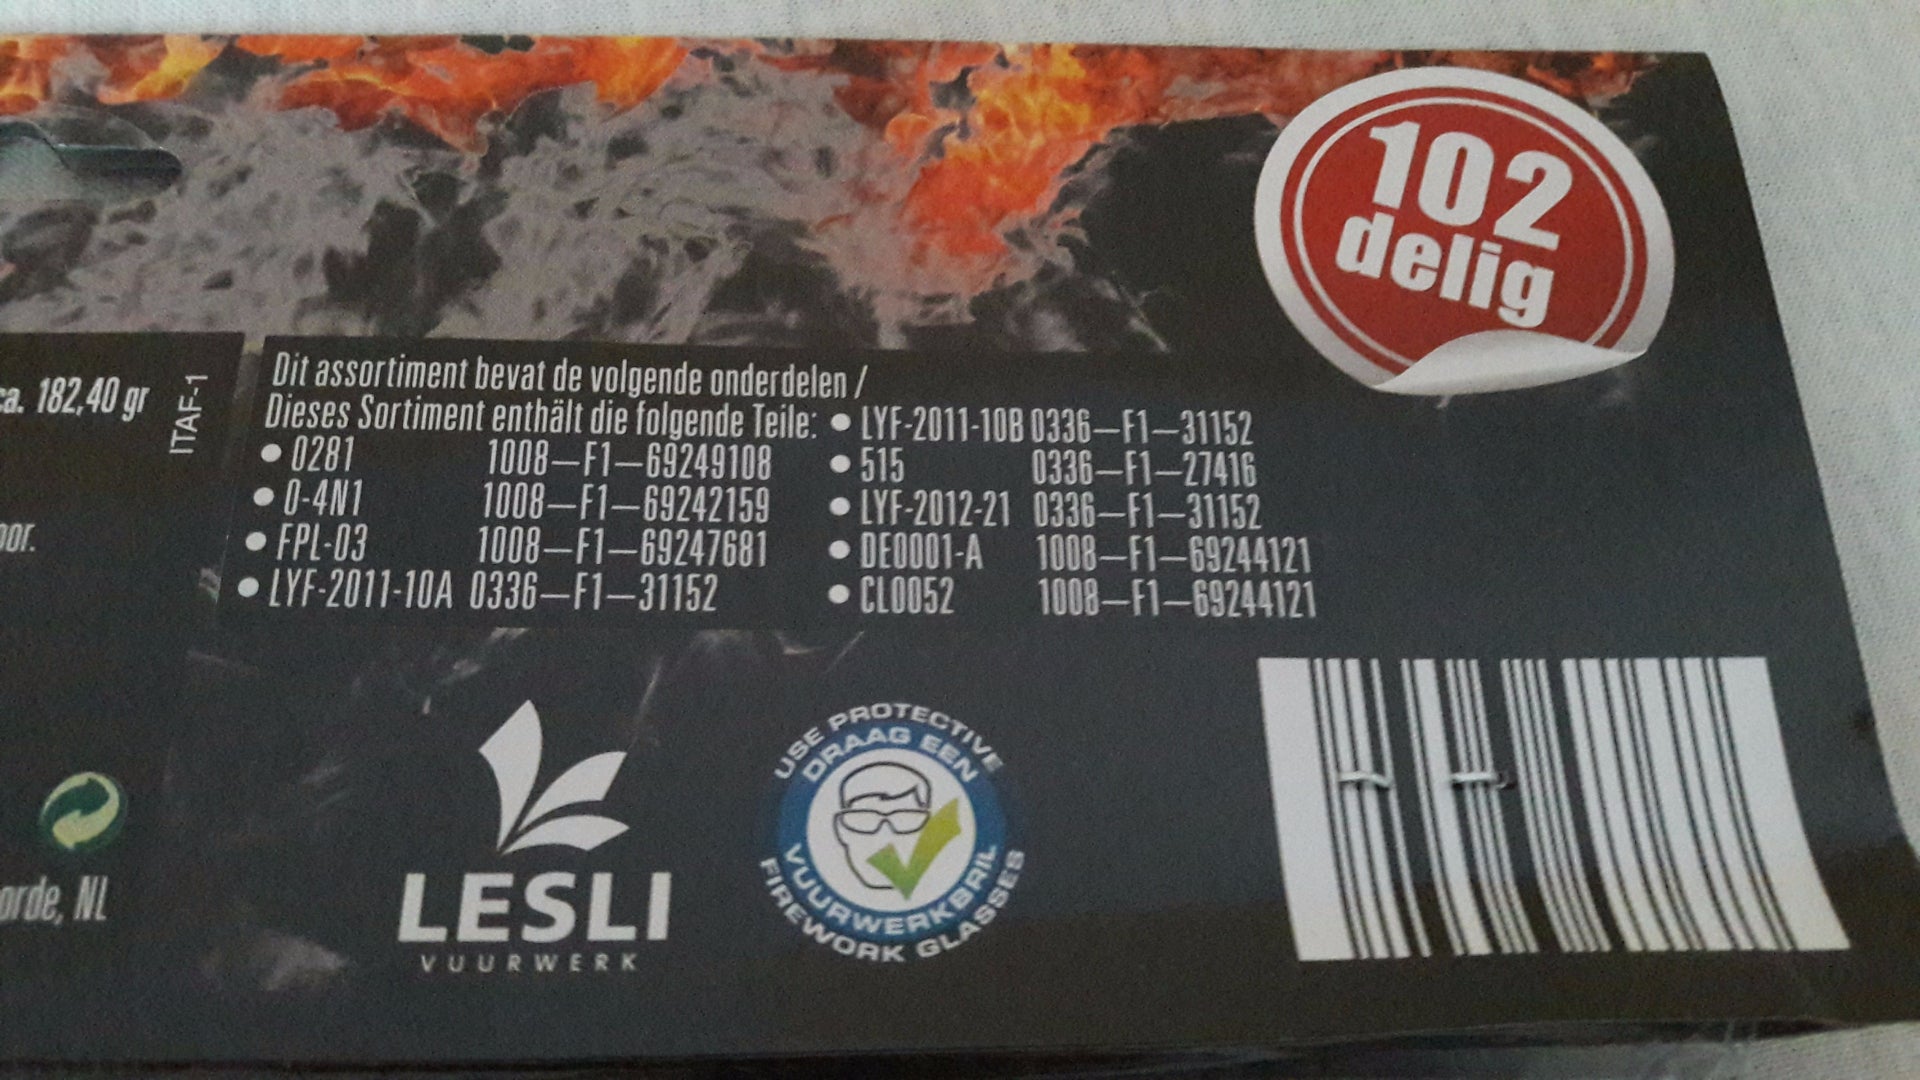 102
delig
ca. 182,40 gr
ITAF-1
Dit assortiment bevat de volgende onderdelen /
Dieses Sortiment enthält die folgende Teile:
• 0281 1008–F1–69249108
• 0-4N1 1008–F1–69242159
• FPL-03 1008–F1–69247681
• LYF-2011-10A 0336–F1–31152
• LYF-2011-10B 0336–F1–31152
• 515 0336–F1–27416
• LYF-2012-21 0336–F1–31152
• DE0001-A 1008–F1–69244121
• CL0052 1008–F1–69244121
NL
LESLI
VUURWERK
USE PROTECTIVE
DRAAG EEN
VUURWERKBRIL
FIREWORK GLASSES